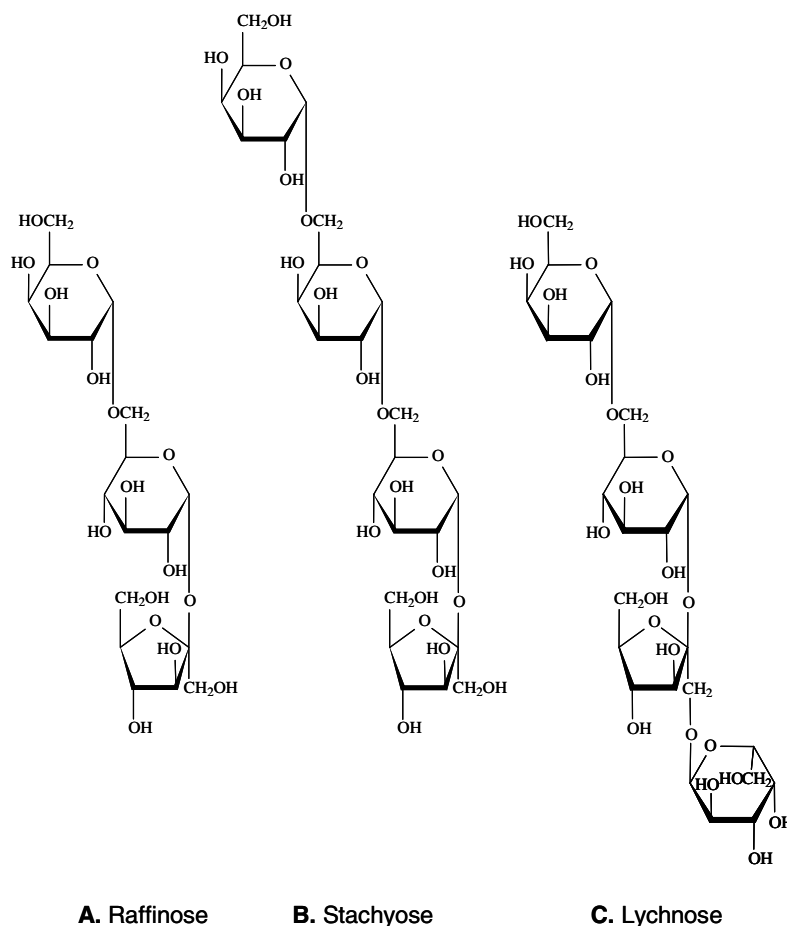 CH₂OH
HO O
OH
OH
HOCH₂ OCH₂ HOCH₂
HO O HO O HO O
OH OH OH
OH OH OH
OCH₂ OCH₂ OCH₂
O O O
OH OH OH
HO HO HO
OH OH OH
CH₂OH O CH₂OH O CH₂OH O
O O O
HO HO HO
CH₂OH CH₂OH CH₂
OH OH OH
O
O
HO HOCH₂
OH
OH
A. Raffinose B. Stachyose C. Lychnose